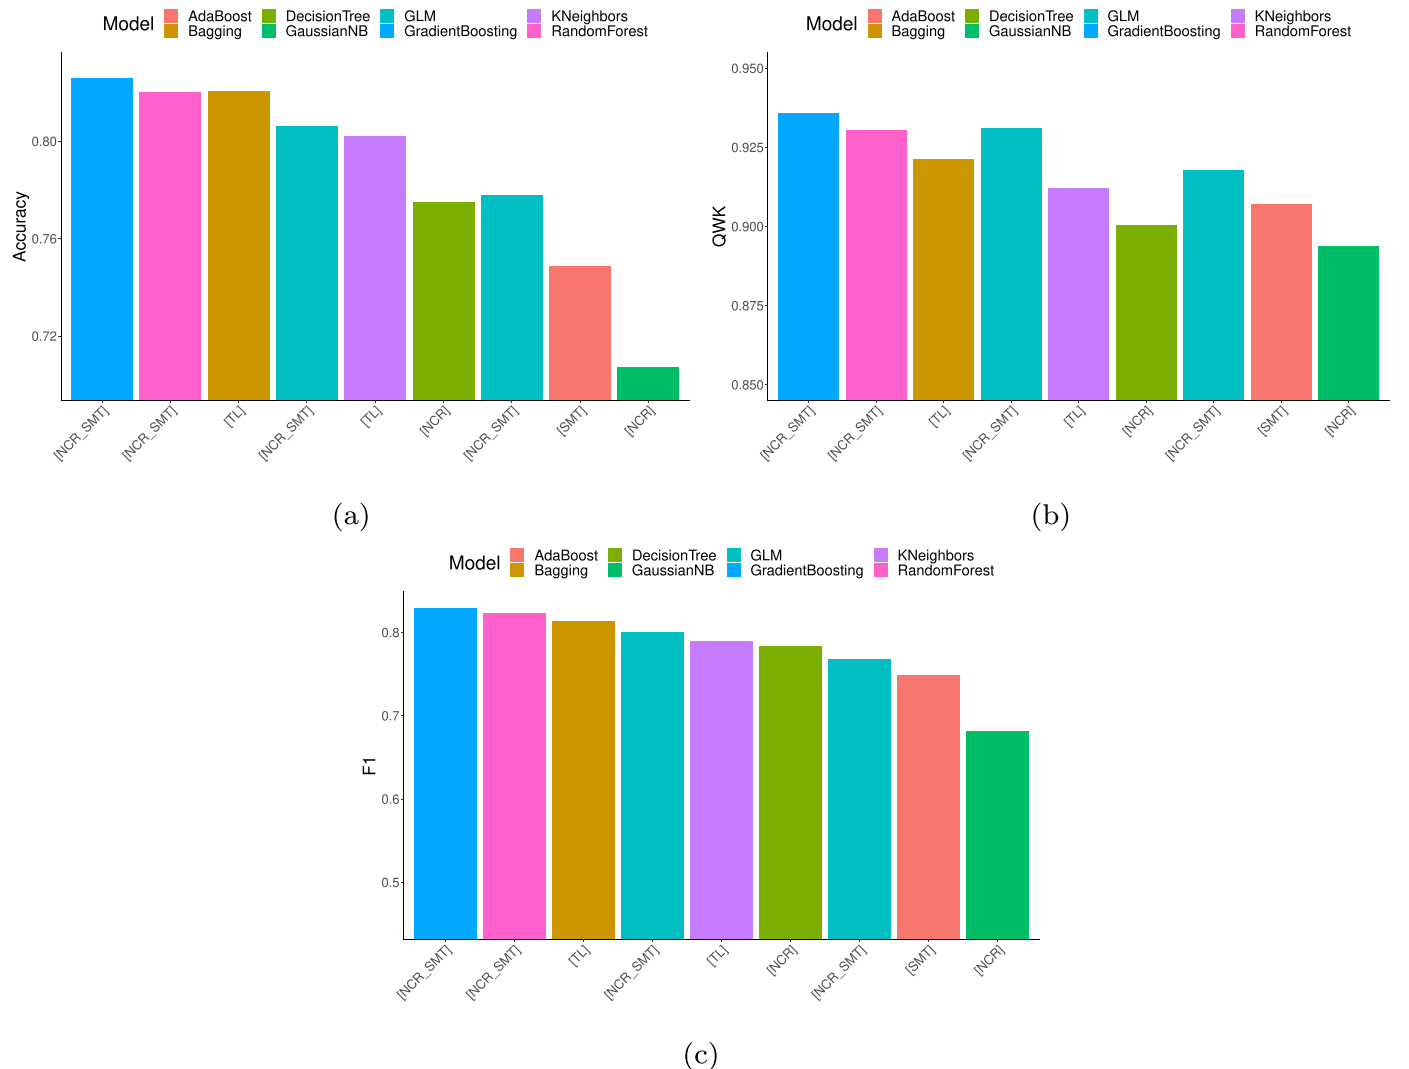 Model AdaBoost DecisionTree GLM KNeighbors
Bagging GaussianNB GradientBoosting RandomForest
Accuracy
0.80
0.76
0.72
[NCR_SMT] [NCR_SMT] [TL] [NCR_SMT] [TL] [NCR] [NCR_SMT] [SMT] [NCR]
(a)
Model AdaBoost DecisionTree GLM KNeighbors
Bagging GaussianNB GradientBoosting RandomForest
QWK
0.950
0.925
0.900
0.875
0.850
[NCR_SMT] [NCR_SMT] [TL] [NCR_SMT] [TL] [NCR] [NCR_SMT] [SMT] [NCR]
(b)
Model AdaBoost DecisionTree GLM KNeighbors
Bagging GaussianNB GradientBoosting RandomForest
F1
0.8
0.7
0.6
0.5
[NCR_SMT] [NCR_SMT] [TL] [NCR_SMT] [TL] [NCR] [NCR_SMT] [SMT] [NCR]
(c)